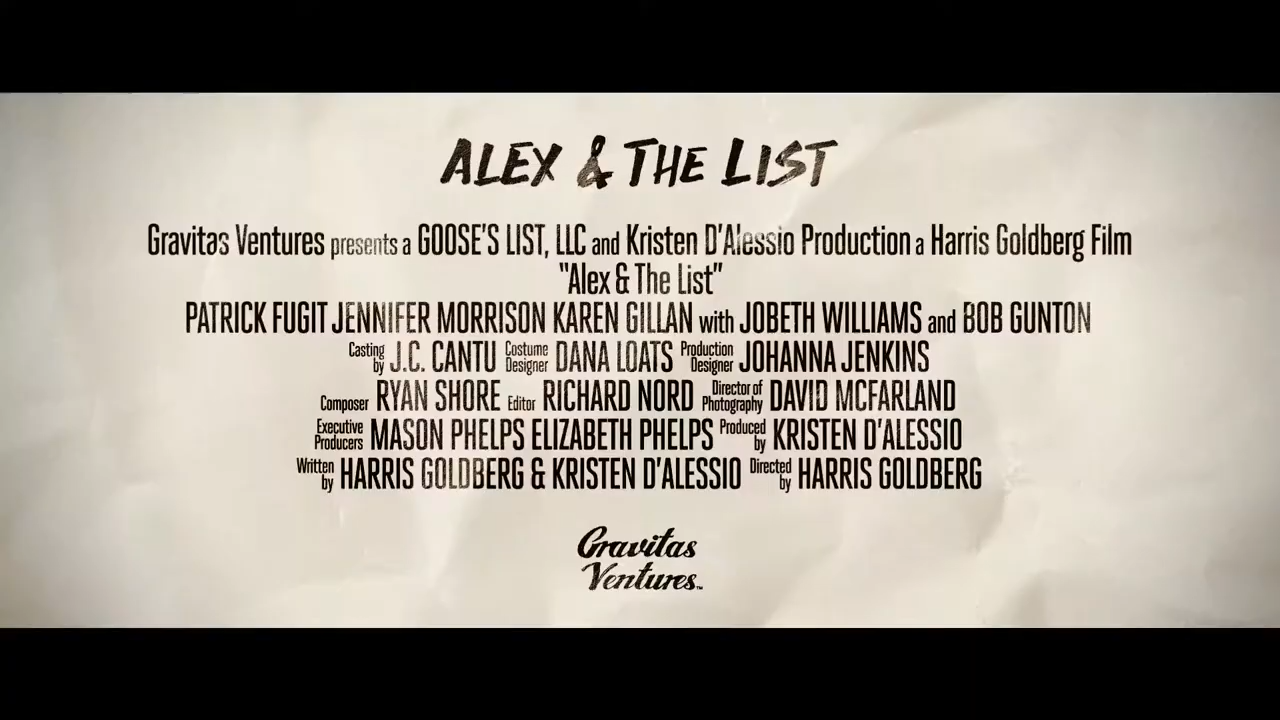 ALEX & THE LIST
Gravitas Ventures presents a GOOSE'S LIST, LLC and Kristen D'Alessio Production a Harris Goldberg Film
"Alex & The List"
PATRICK FUGIT JENNIFER MORRISON KAREN GILLAN with JOBETH WILLIAMS and BOB GUNTON
Casting by J.C. CANTU Costume Designer DANA LOATS Production Designer JOHANNA JENKINS
Composer RYAN SHORE Editor RICHARD NORD Director of Photography DAVID MCFARLAND
Executive Producers MASON PHELPS ELIZABETH PHELPS Produced by KRISTEN D'ALESSIO
Written by HARRIS GOLDBERG & KRISTEN D'ALESSIO Directed by HARRIS GOLDBERG
Gravitas
Ventures™